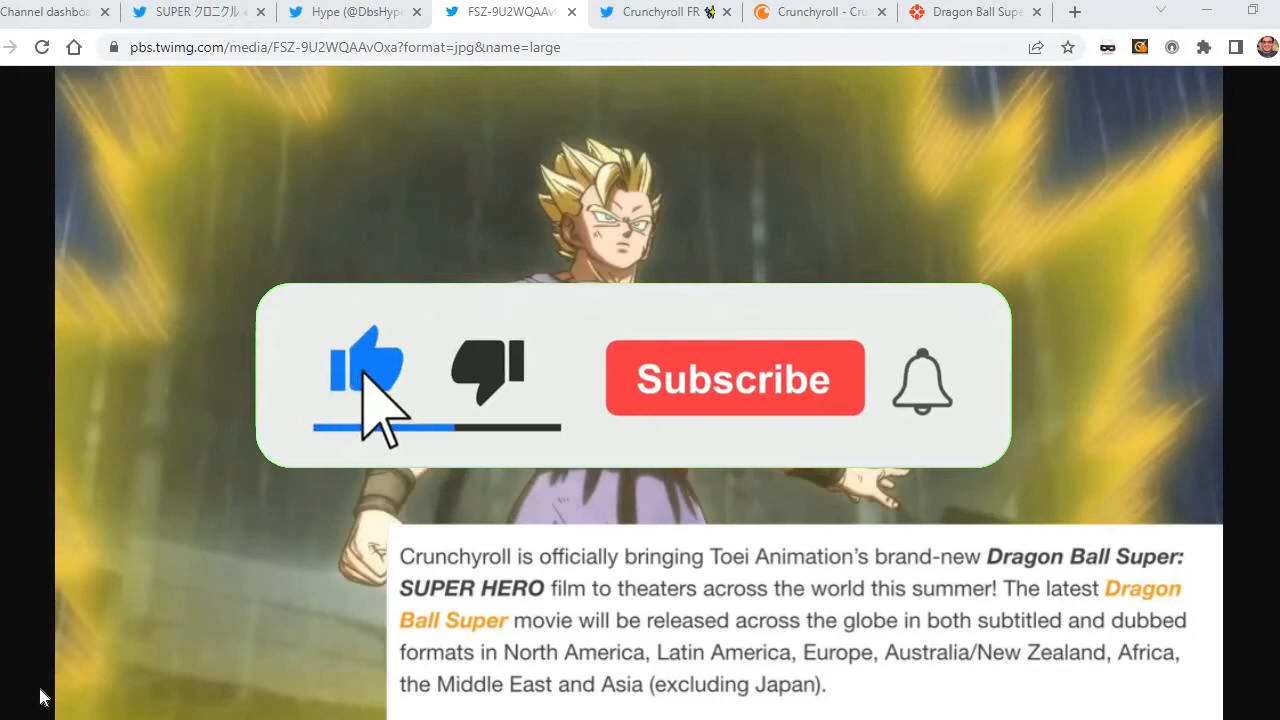 Channel dashboa
SUPER クロニクル
Hype (@DbsHype
FSZ-9U2WQAAvO
Crunchyroll FR
Crunchyroll - Cru
Dragon Ball Supe
pbs.twimg.com/media/FSZ-9U2WQAAvOxa?format=jpg&name=large
Subscribe
Crunchyroll is officially bringing Toei Animation’s brand-new Dragon Ball Super:
SUPER HERO film to theaters across the world this summer! The latest Dragon
Ball Super movie will be released across the globe in both subtitled and dubbed
formats in North America, Latin America, Europe, Australia/New Zealand, Africa,
the Middle East and Asia (excluding Japan).